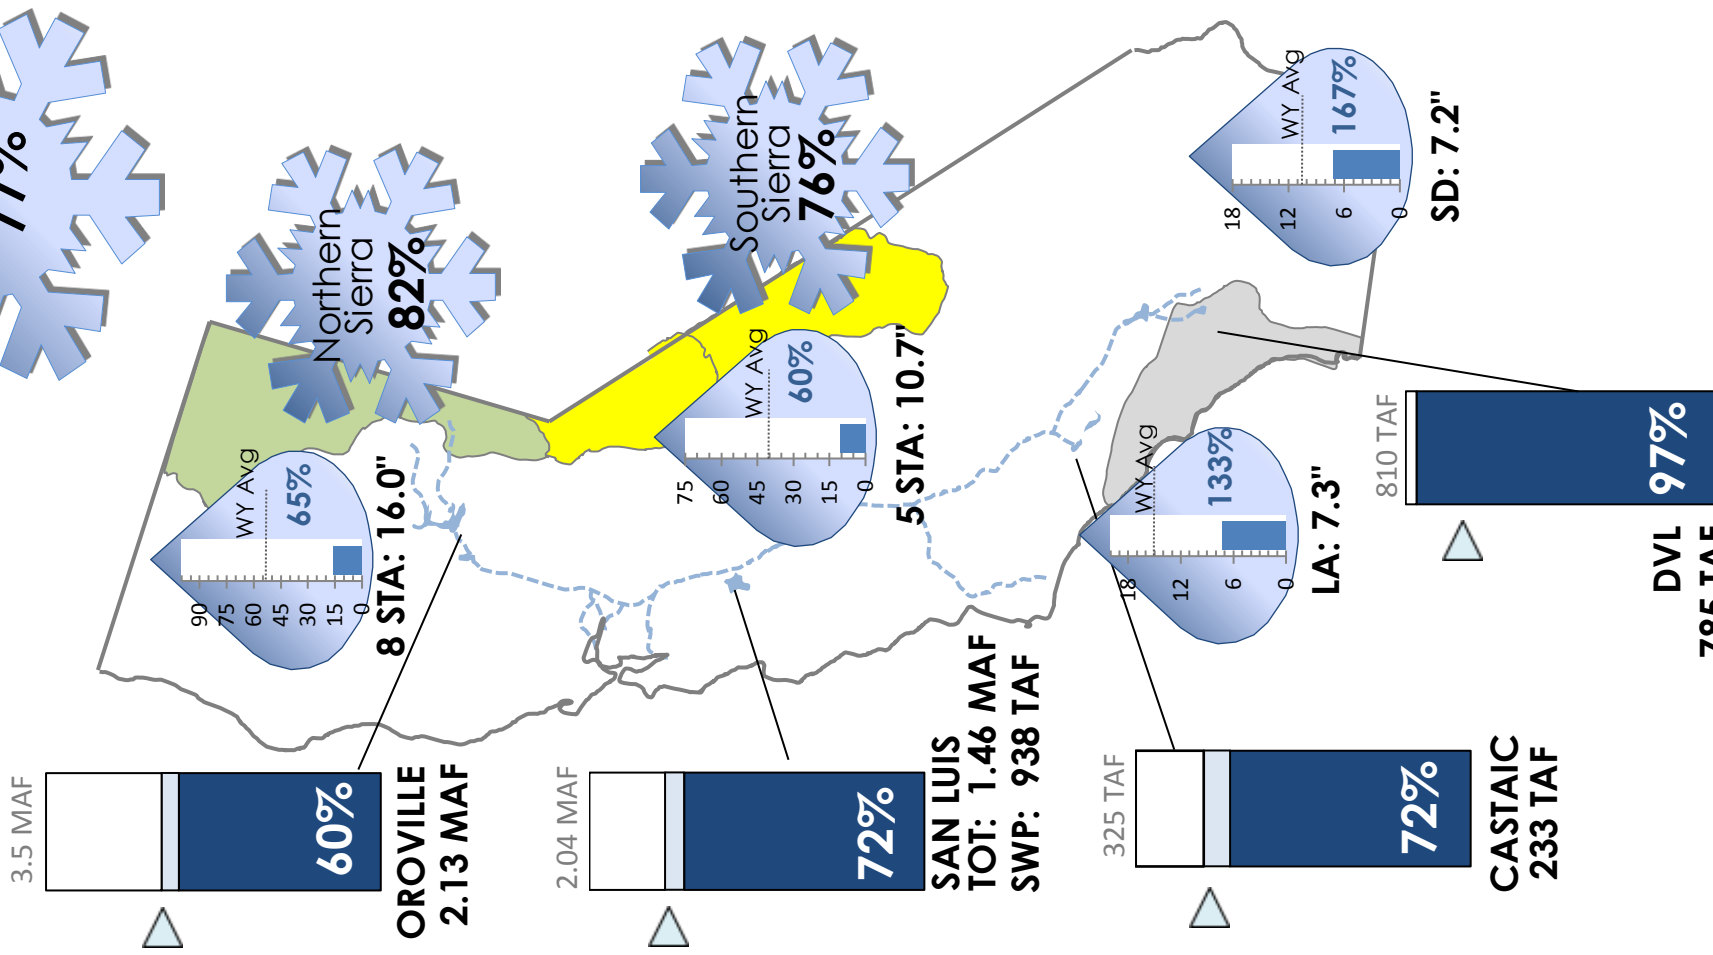 77%
Northern
Sierra
82%
Southern
Sierra
76%
WY Avg
65%
90
75
60
45
30
15
0
8 STA: 16.0"
WY Avg
60%
75
60
45
30
15
0
5 STA: 10.7"
WY Avg
133%
18
12
6
0
LA: 7.3"
WY Avg
167%
18
12
6
0
SD: 7.2"
3.5 MAF
60%
OROVILLE
2.13 MAF
2.04 MAF
72%
SAN LUIS
TOT: 1.46 MAF
SWP: 938 TAF
325 TAF
72%
CASTAIC
233 TAF
810 TAF
97%
DVL
785 TAF